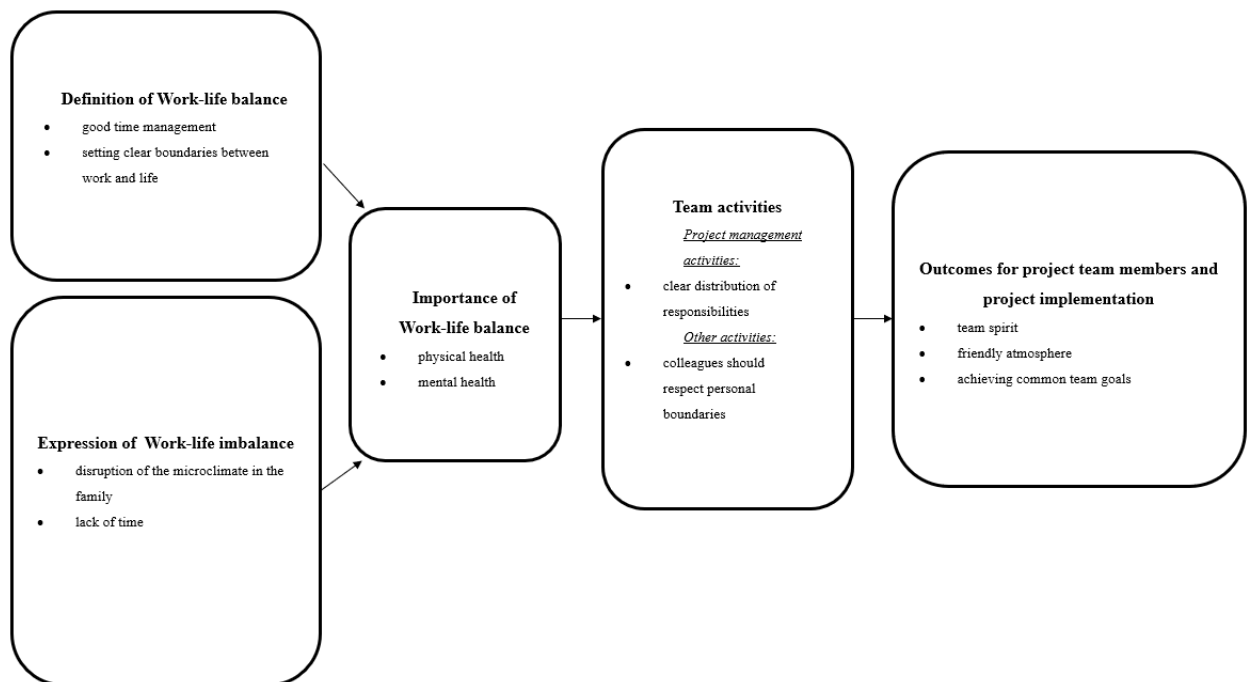 Definition of Work-life balance
• good time management
• setting clear boundaries between
work and life
Expression of Work-life imbalance
• disruption of the microclimate in the
family
• lack of time
Importance of
Work-life balance
• physical health
• mental health
Team activities
Project management
activities:
• clear distribution of
responsibilities
Other activities:
• colleagues should
respect personal
boundaries
Outcomes for project team members and
project implementation
• team spirit
• friendly atmosphere
• achieving common team goals